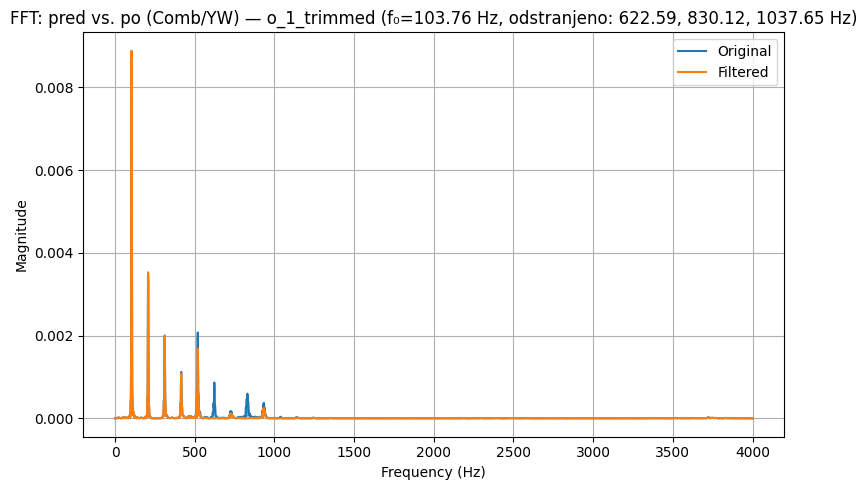 FFT: pred vs. po (Comb/YW) — o_1_trimmed (f₀=103.76 Hz, odstranjeno: 622.59, 830.12, 1037.65 Hz)
Original
Filtered
Magnitude
0.008
0.006
0.004
0.002
0.000
0 500 1000 1500 2000 2500 3000 3500 4000
Frequency (Hz)